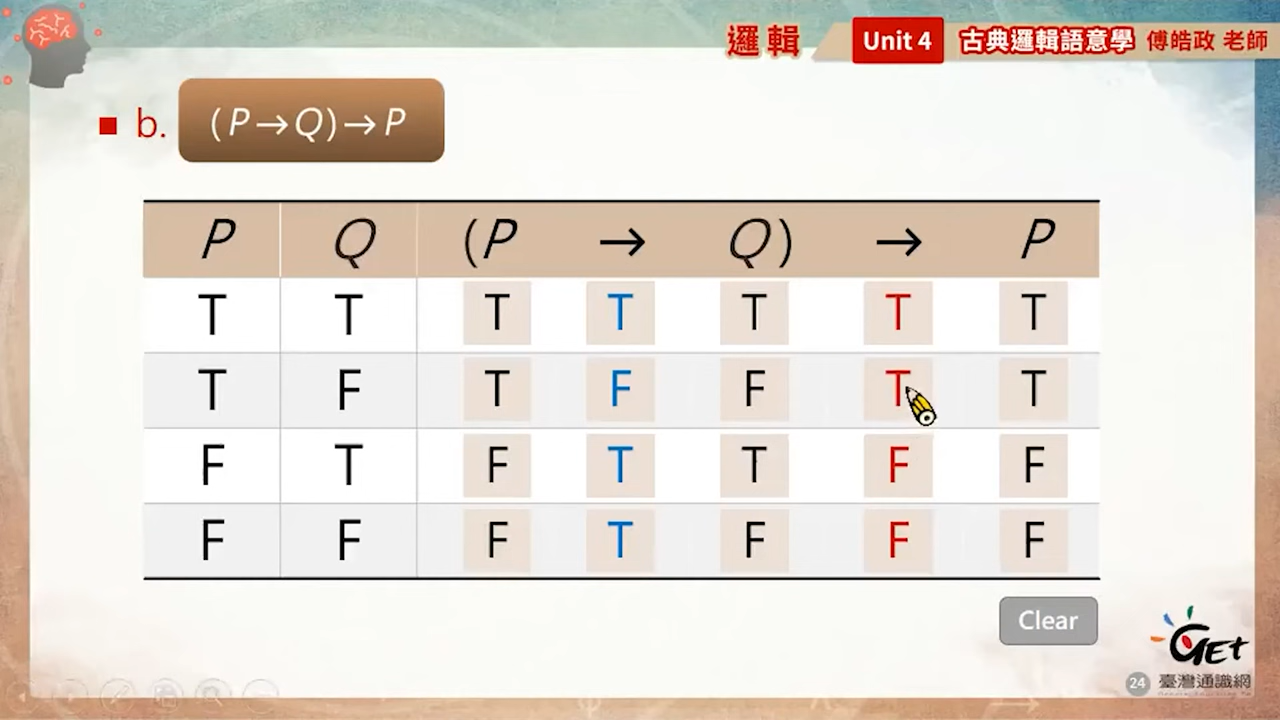 邏輯 Unit 4 古典邏輯語意學 傅皓政 老師
■ b. (P→Q)→P
P Q (P → Q) → P
T T T T T T T
T F T F F T T
F T F T T F F
F F F T F F F
Clear
GET
24 臺灣通識網